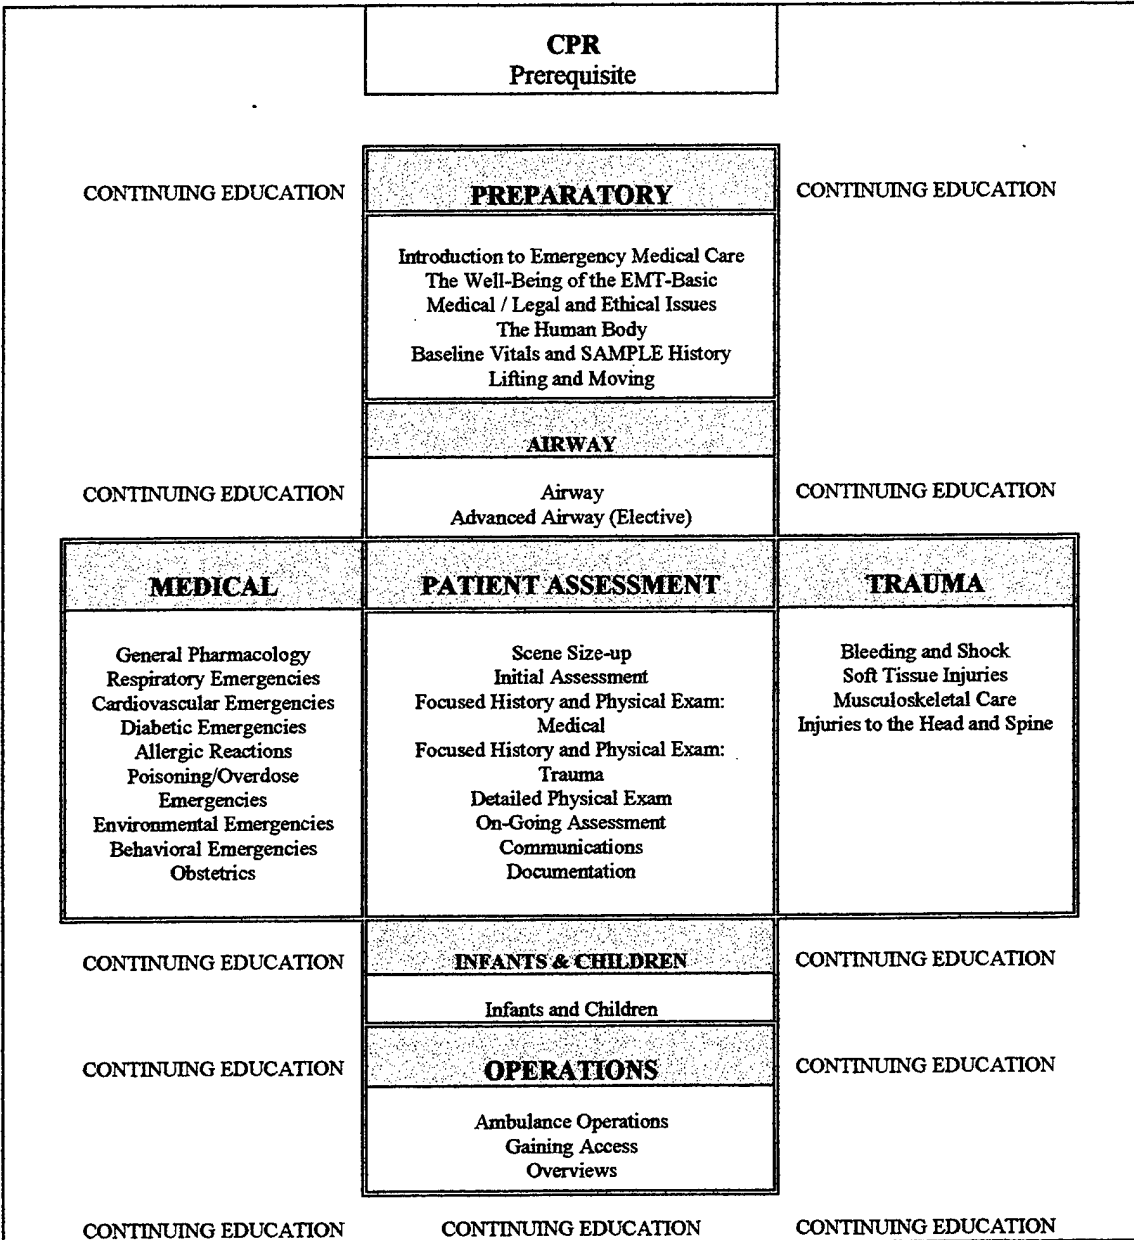 CPR
Prerequisite
CONTINUING EDUCATION
PREPARATORY
CONTINUING EDUCATION
Introduction to Emergency Medical Care
The Well-Being of the EMT-Basic
Medical / Legal and Ethical Issues
The Human Body
Baseline Vitals and SAMPLE History
Lifting and Moving
AIRWAY
CONTINUING EDUCATION
Airway
Advanced Airway (Elective)
CONTINUING EDUCATION
MEDICAL
General Pharmacology
Respiratory Emergencies
Cardiovascular Emergencies
Diabetic Emergencies
Allergic Reactions
Poisoning/Overdose
Emergencies
Environmental Emergencies
Behavioral Emergencies
Obstetrics
PATIENT ASSESSMENT
Scene Size-up
Initial Assessment
Focused History and Physical Exam:
Medical
Focused History and Physical Exam:
Trauma
Detailed Physical Exam
On-Going Assessment
Communications
Documentation
TRAUMA
Bleeding and Shock
Soft Tissue Injuries
Musculoskeletal Care
Injuries to the Head and Spine
CONTINUING EDUCATION
INFANTS & CHILDREN
CONTINUING EDUCATION
Infants and Children
CONTINUING EDUCATION
OPERATIONS
CONTINUING EDUCATION
Ambulance Operations
Gaining Access
Overviews
CONTINUING EDUCATION
CONTINUING EDUCATION
CONTINUING EDUCATION